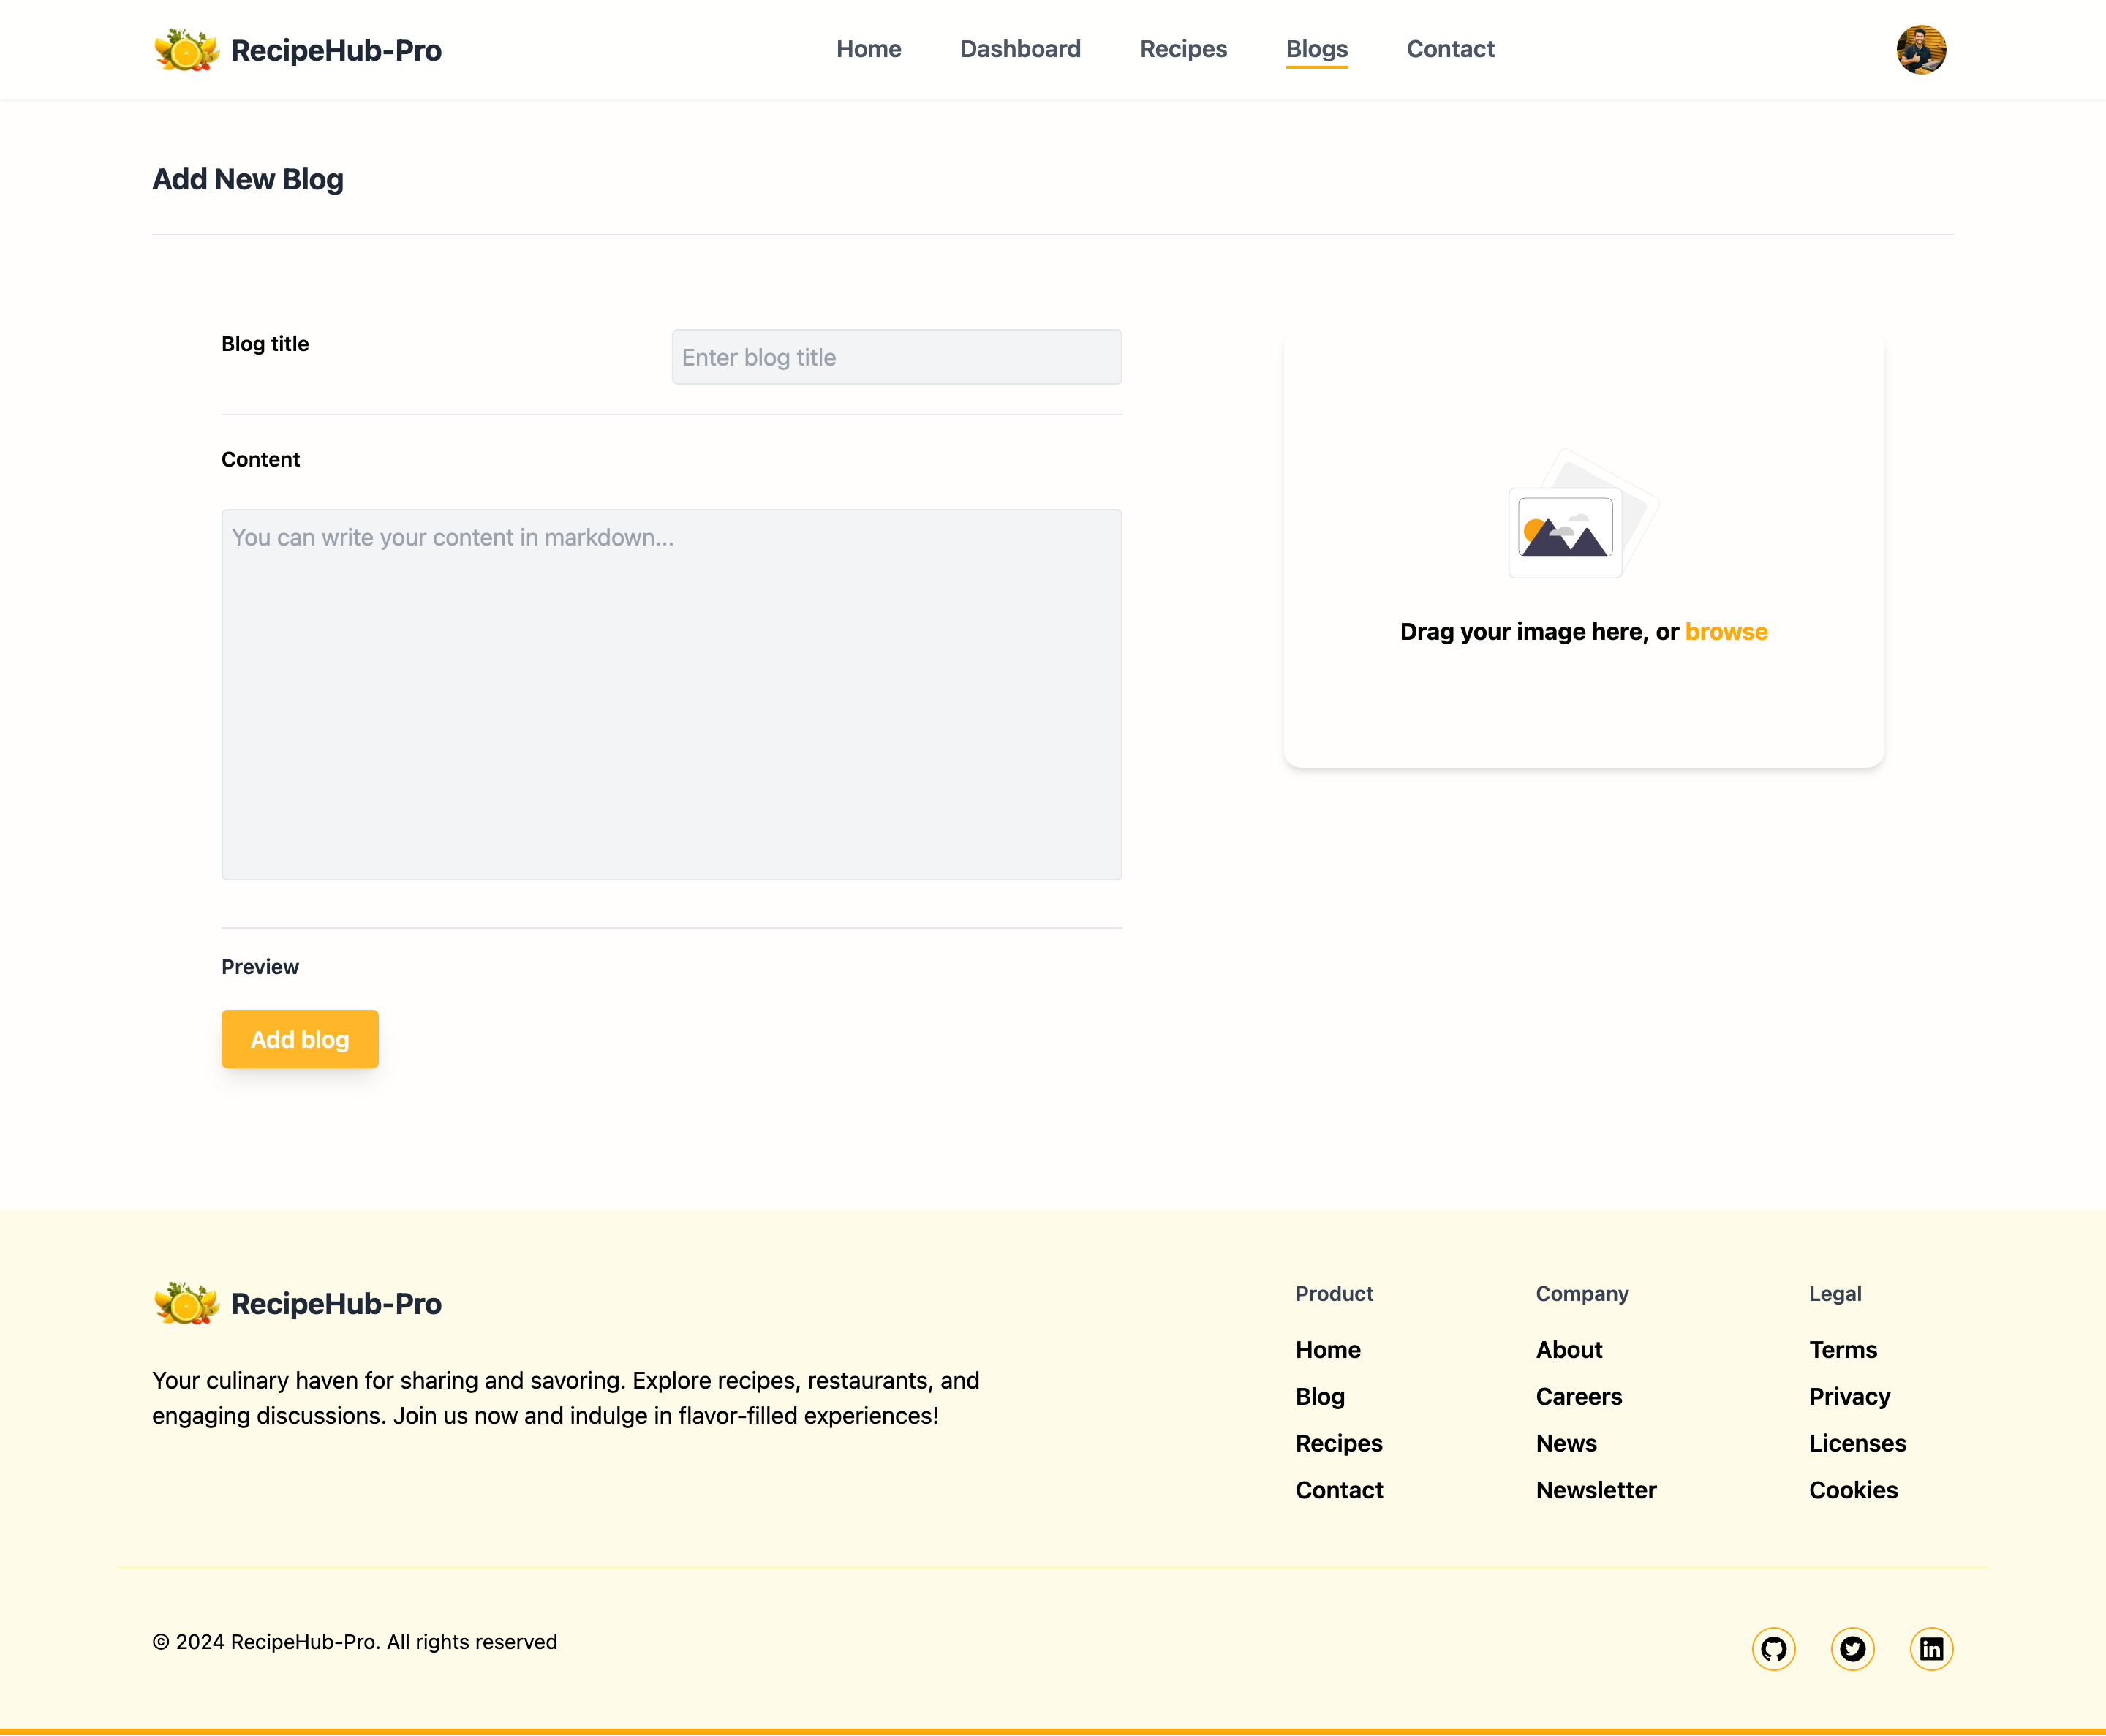 RecipeHub-Pro
Home
Dashboard
Recipes
Blogs
Contact
Add New Blog
Blog title
Enter blog title
Content
You can write your content in markdown...
Drag your image here, or browse
Preview
Add blog
RecipeHub-Pro
Your culinary haven for sharing and savoring. Explore recipes, restaurants, and
engaging discussions. Join us now and indulge in flavor-filled experiences!
Product
Home
Blog
Recipes
Contact
Company
About
Careers
News
Newsletter
Legal
Terms
Privacy
Licenses
Cookies
© 2024 RecipeHub-Pro. All rights reserved